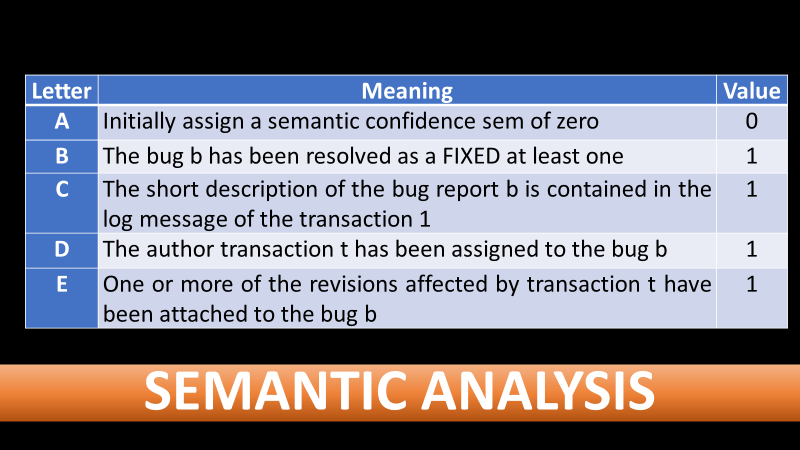 Letter Meaning Value
A Initially assign a semantic confidence sem of zero 0
B The bug b has been resolved as a FIXED at least one 1
C The short description of the bug report b is contained in the 1
log message of the transaction 1
D The author transaction t has been assigned to the bug b 1
E One or more of the revisions affected by transaction t have 1
been attached to the bug b
SEMANTIC ANALYSIS